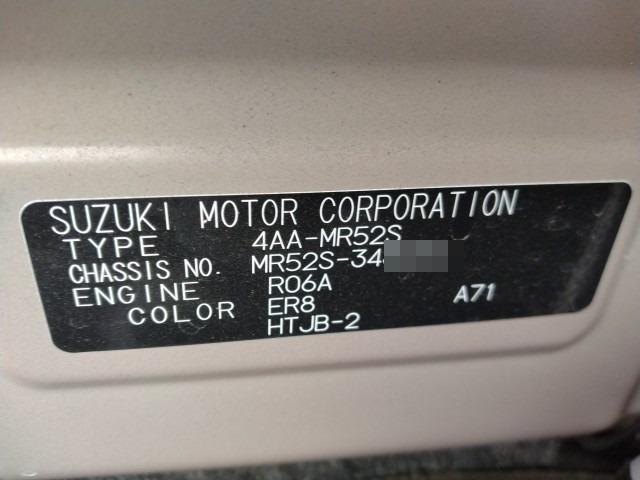 SUZUKI MOTOR CORPORATION
TYPE 4AA-MR52S
CHASSIS NO. MR52S-34
ENGINE R06A
COLOR ER8 A71
HTJB-2